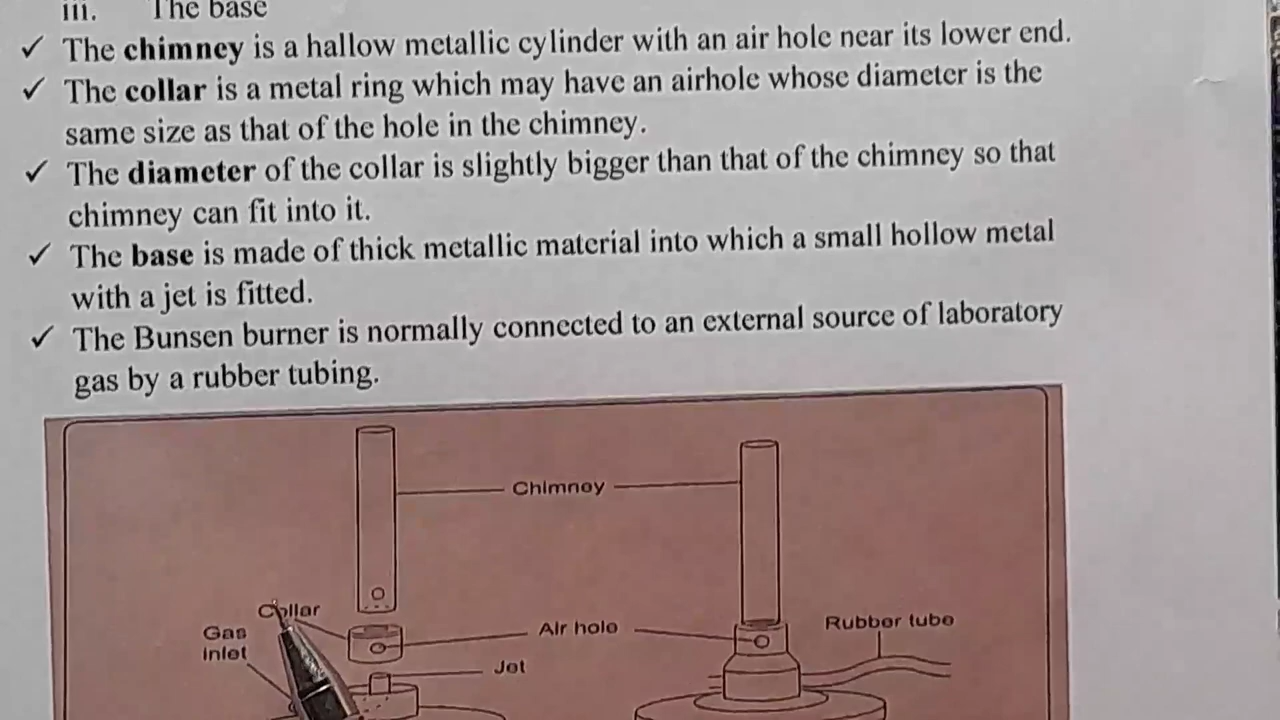 iii. The base
✓ The chimney is a hallow metallic cylinder with an air hole near its lower end.
✓ The collar is a metal ring which may have an airhole whose diameter is the
same size as that of the hole in the chimney.
✓ The diameter of the collar is slightly bigger than that of the chimney so that
chimney can fit into it.
✓ The base is made of thick metallic material into which a small hollow metal
with a jet is fitted.
✓ The Bunsen burner is normally connected to an external source of laboratory
gas by a rubber tubing.
Chimney
Collar
Gas
inlet
Air hole
Rubber tube
Jet